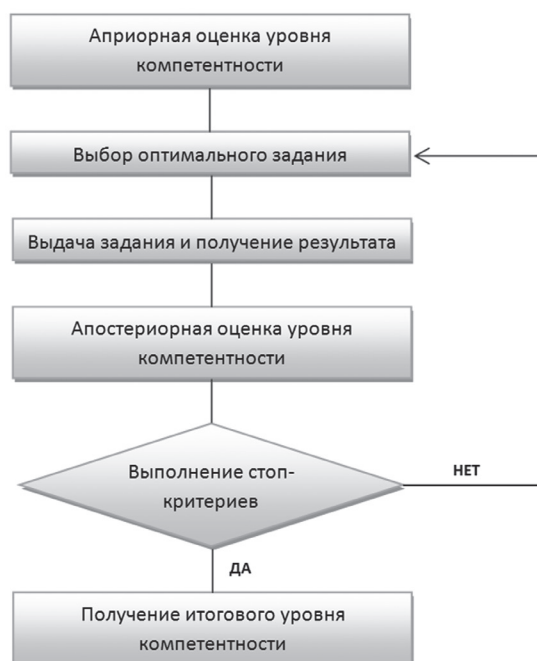 Априорная оценка уровня
компетентности
Выбор оптимального задания
Выдача задания и получение результата
Апостериорная оценка уровня
компетентности
Выполнение стоп-
критериев
НЕТ
ДА
Получение итогового уровня
компетентности